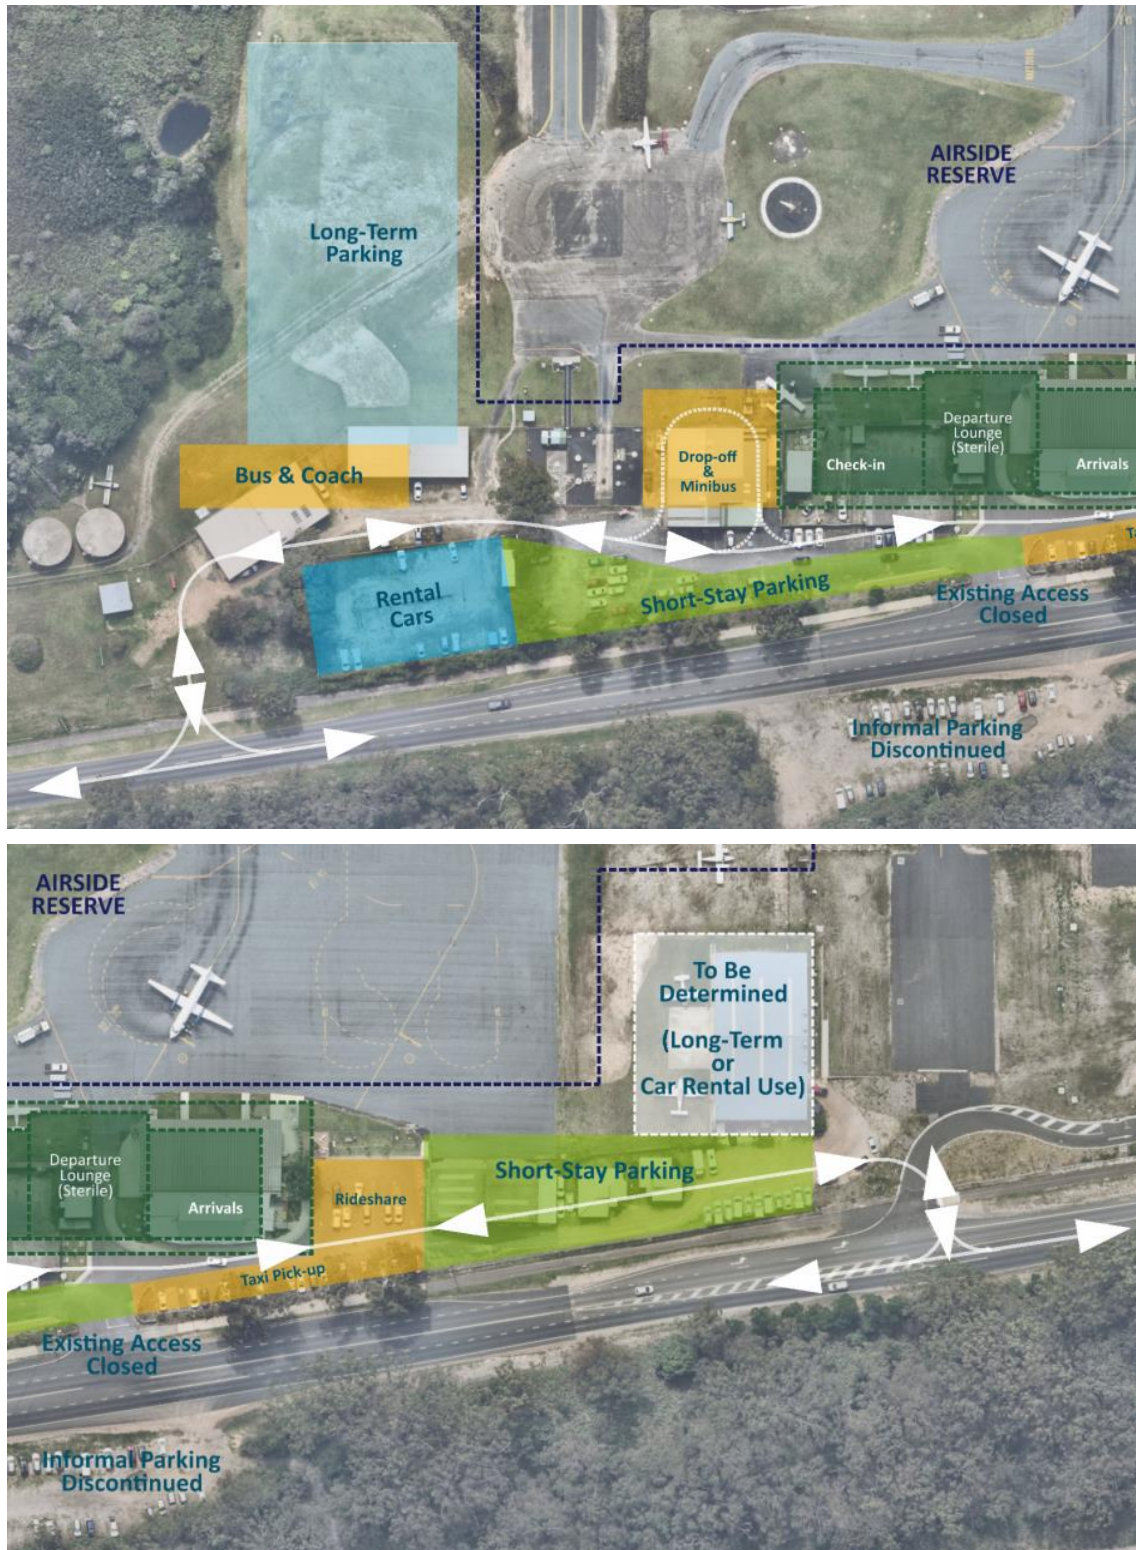 AIRSIDE
RESERVE
Long-Term
Parking
Departure
Lounge
(Sterile)
Drop-off
&
Minibus
Check-in
Arrivals
Bus & Coach
Ta
Rental
Cars
Short-Stay Parking
Existing Access
Closed
Informal Parking
Discontinued
AIRSIDE
RESERVE
To Be
Determined
(Long-Term
or
Car Rental Use)
Departure
Lounge
(Sterile)
Arrivals
Rideshare
Short-Stay Parking
Taxi Pick-up
Existing Access
Closed
Informal Parking
Discontinued